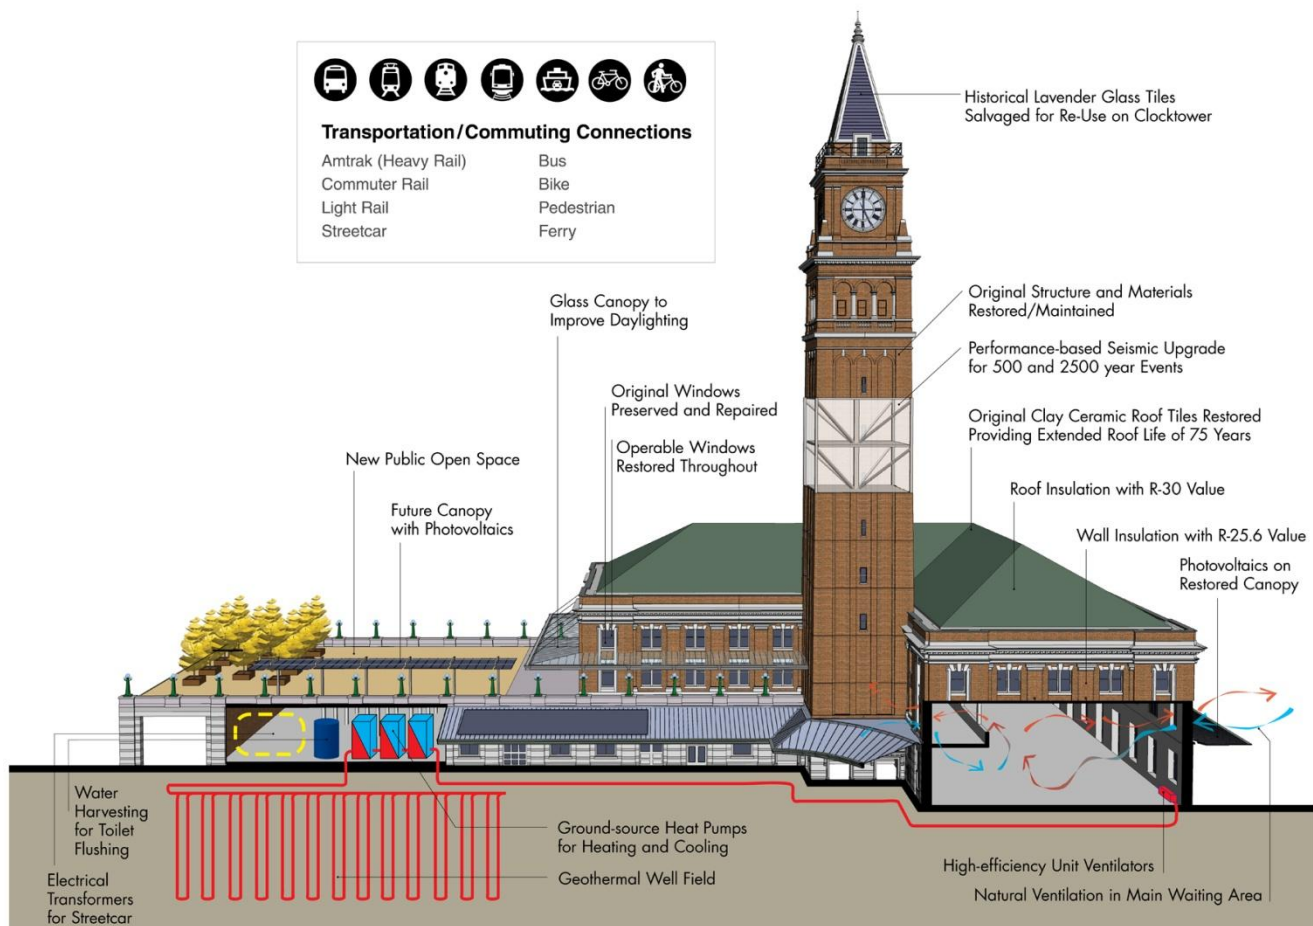 Transportation/Commuting Connections
Amtrak (Heavy Rail)
Commuter Rail
Light Rail
Streetcar
Bus
Bike
Pedestrian
Ferry
Historical Lavender Glass Tiles
Salvaged for Re-Use on Clocktower
Original Structure and Materials
Restored/Maintained
Performance-based Seismic Upgrade
for 500 and 2500 year Events
Original Clay Ceramic Roof Tiles Restored
Providing Extended Roof Life of 75 Years
Roof Insulation with R-30 Value
Wall Insulation with R-25.6 Value
Photovoltaics on
Restored Canopy
Glass Canopy to
Improve Daylighting
Original Windows
Preserved and Repaired
Operable Windows
Restored Throughout
New Public Open Space
Future Canopy
with Photovoltaics
Water
Harvesting
for Toilet
Flushing
Electrical
Transformers
for Streetcar
Ground-source Heat Pumps
for Heating and Cooling
Geothermal Well Field
High-efficiency Unit Ventilators
Natural Ventilation in Main Waiting Area